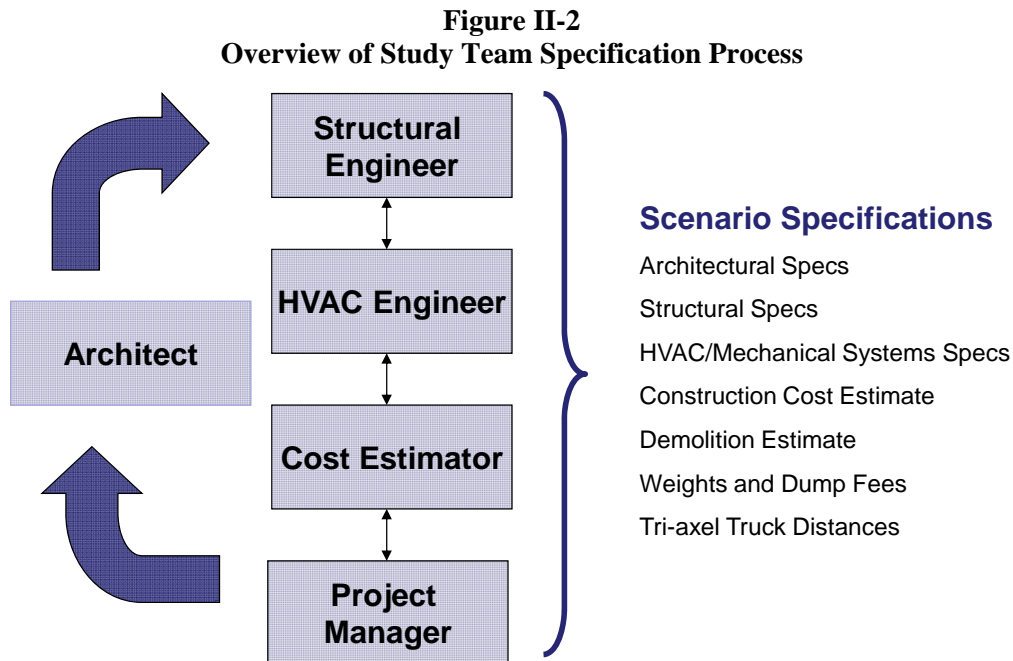 Figure II-2
Overview of Study Team Specification Process
Structural
Engineer
HVAC Engineer
Architect
Cost Estimator
Project
Manager
Scenario Specifications
Architectural Specs
Structural Specs
HVAC/Mechanical Systems Specs
Construction Cost Estimate
Demolition Estimate
Weights and Dump Fees
Tri-axel Truck Distances